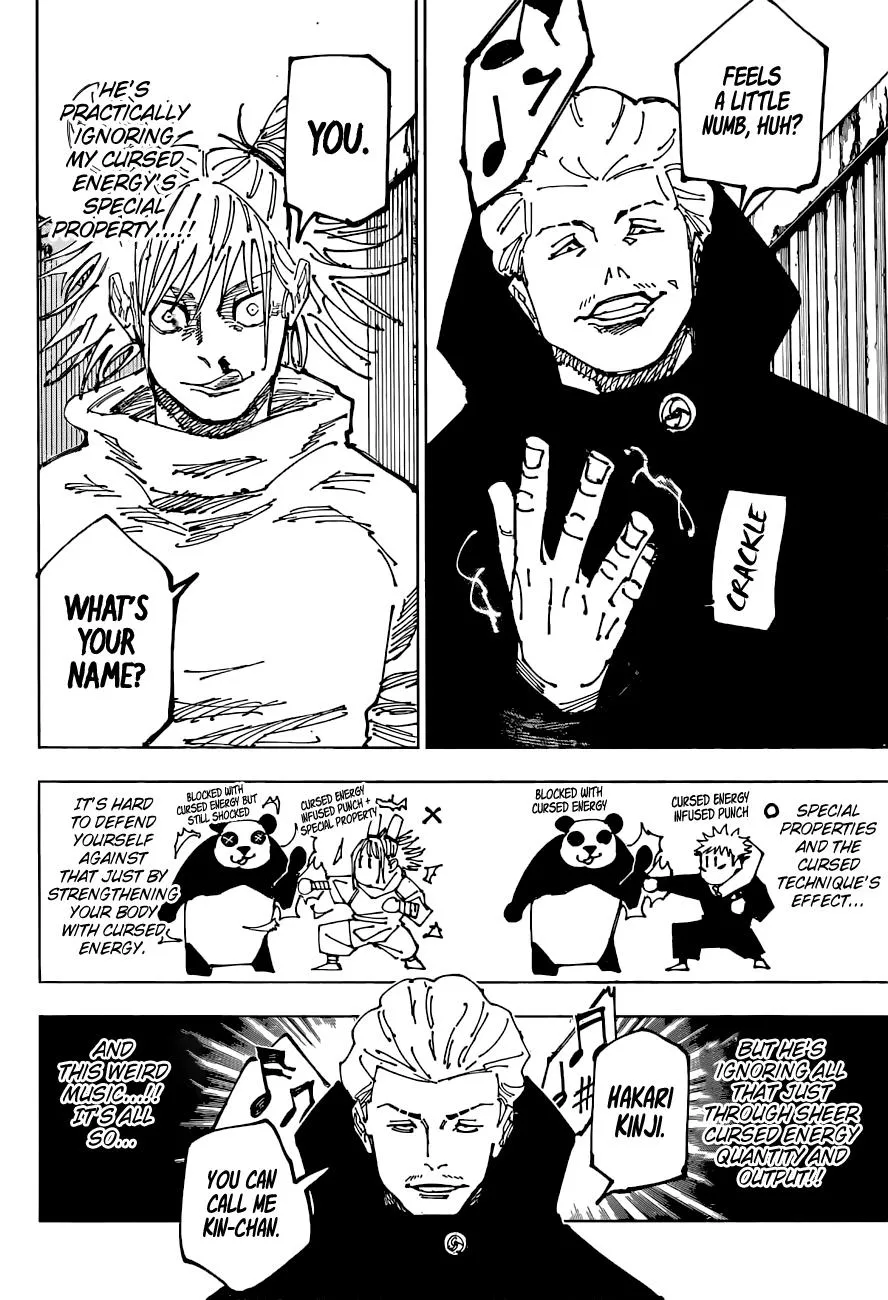 FEELS
A LITTLE
NUMB, HUH?
CRACKLE
YOU.
HE'S
PRACTICALLY
IGNORING
MY CURSED
ENERGY'S
SPECIAL
PROPERTY...!!
WHAT'S
YOUR
NAME?
SPECIAL
PROPERTIES
AND THE
CURSED
TECHNIQUE'S
EFFECT...
CURSED ENERGY
INFUSED PUNCH
BLOCKED WITH
CURSED ENERGY
CURSED ENERGY
INFUSED PUNCH +
SPECIAL PROPERTY
BLOCKED WITH
CURSED ENERGY BUT
STILL SHOCKED
IT'S HARD
TO DEFEND
YOURSELF
AGAINST
THAT JUST BY
STRENGTHENING
YOUR BODY
WITH CURSED
ENERGY.
BUT HE'S
IGNORING ALL
THAT JUST
THROUGH SHEER
CURSED ENERGY
QUANTITY AND
OUTPUT!!
HAKARI
KINJI.
AND
THIS WEIRD
MUSIC...!!
IT'S ALL
SO...
YOU CAN
CALL ME
KIN-CHAN.